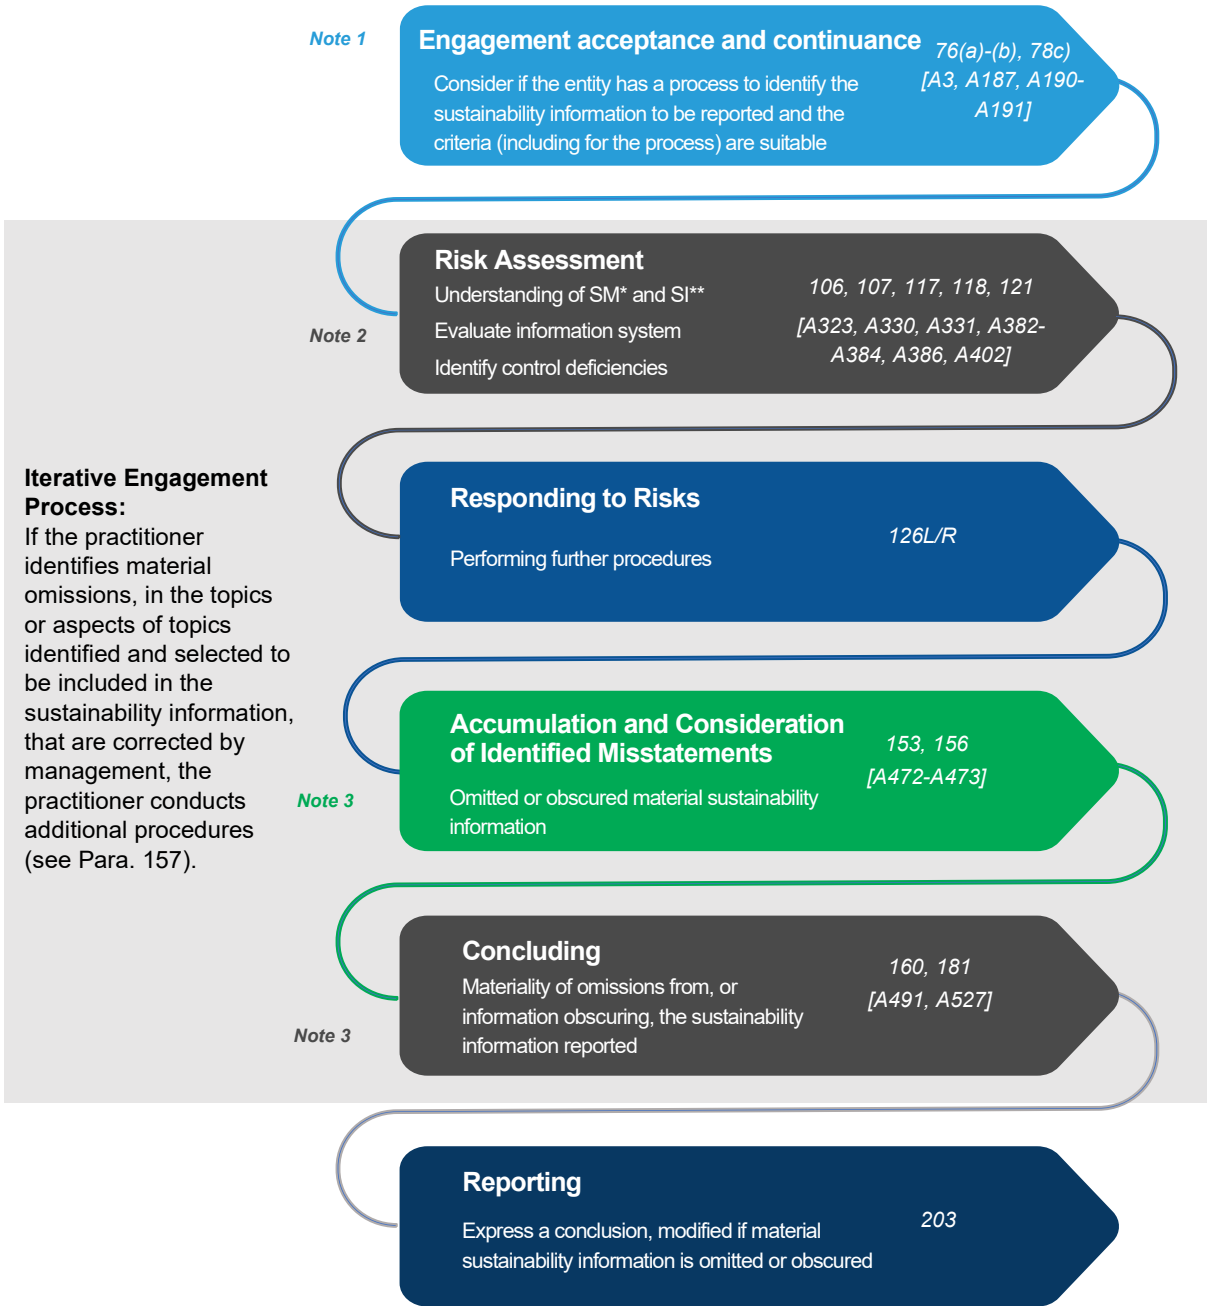 Note 1
Engagement acceptance and continuance
Consider if the entity has a process to identify the
sustainability information to be reported and the
criteria (including for the process) are suitable
76(a)-(b), 78c)
[A3, A187, A190-
A191]
Note 2
Risk Assessment
Understanding of SM* and SI**
Evaluate information system
Identify control deficiencies
106, 107, 117, 118, 121
[A323, A330, A331, A382-
A384, A386, A402]
Iterative Engagement
Process:
If the practitioner
identifies material
omissions, in the topics
or aspects of topics
identified and selected to
be included in the
sustainability information,
that are corrected by
management, the
practitioner conducts
additional procedures
(see Para. 157).
Responding to Risks
Performing further procedures
126L/R
Note 3
Accumulation and Consideration
of Identified Misstatements
Omitted or obscured material sustainability
information
153, 156
[A472-A473]
Note 3
Concluding
Materiality of omissions from, or
information obscuring, the sustainability
information reported
160, 181
[A491, A527]
Reporting
Express a conclusion, modified if material
sustainability information is omitted or obscured
203